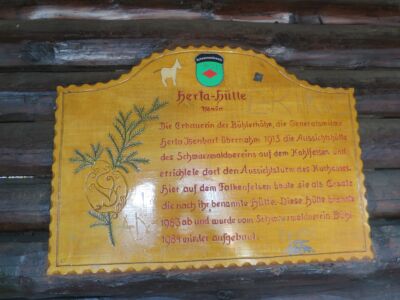 Herta-Hütte
Die Erbauerin der Bühlerhöhe, die Generalswitwe
Herta Isenbart übernahm 1913 die Aussichtshütte
des Schwarzwaldvereins auf dem Kohlfelsen und
errichtete dort den Aussichtsturm des Kurhauses.
Hier auf dem Falkenfelsen baute sie als Ersatz
die nach ihr benannte Hütte. Diese Hütte brannte
1983 ab und wurde vom Schwarzwaldverein Bühl
1984 wieder aufgebaut.